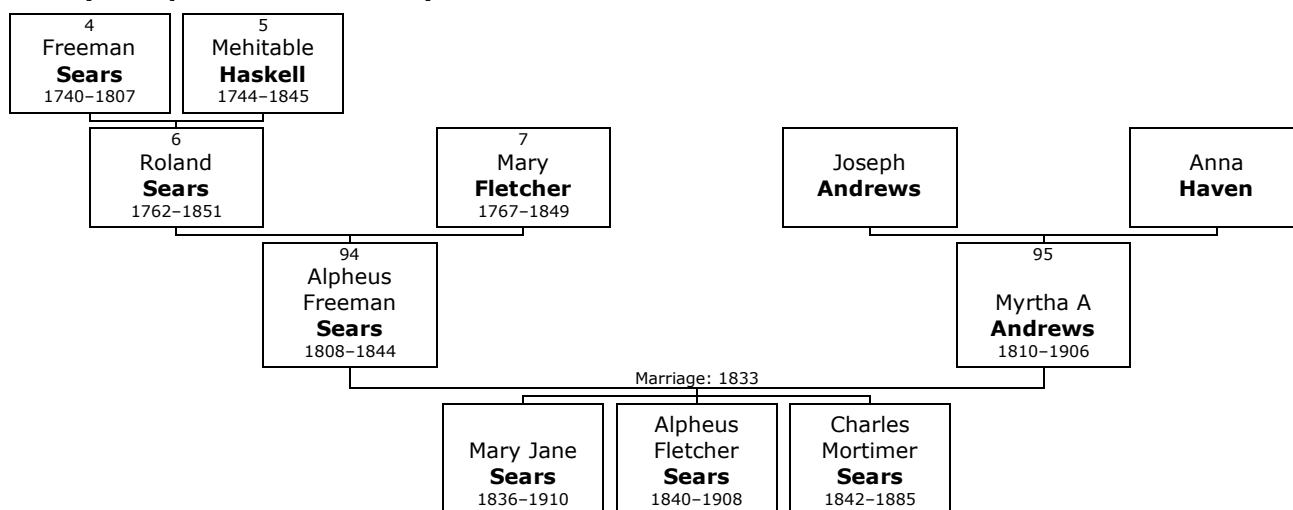 4
Freeman
Sears
1740–1807
5
Mehitable
Haskell
1744–1845
6
Roland
Sears
1762–1851
7
Mary
Fletcher
1767–1849
Joseph
Andrews
Anna
Haven
94
Alpheus
Freeman
Sears
1808–1844
95
Myrtha A
Andrews
1810–1906
Marriage: 1833
Mary Jane
Sears
1836–1910
Alpheus
Fletcher
Sears
1840–1908
Charles
Mortimer
Sears
1842–1885